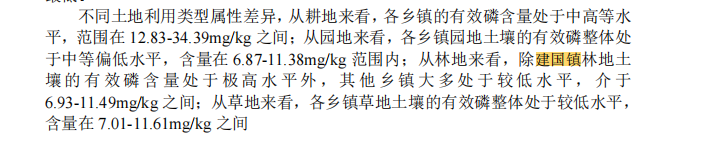 不同土地利用类型属性差异，从耕地来看，各乡镇的有效磷含量处于中高等水
平，范围在 12.83-34.39mg/kg 之间；从园地来看，各乡镇园地土壤的有效磷整体处
于中等偏低水平，含量在 6.87-11.38mg/kg 范围内；从林地来看，除建国镇林地土
壤的有效磷含量处于极高水平外，其他乡镇大多处于较低水平，介于
6.93-11.49mg/kg 之间；从草地来看，各乡镇草地土壤的有效磷整体处于较低水平，
含量在 7.01-11.61mg/kg 之间